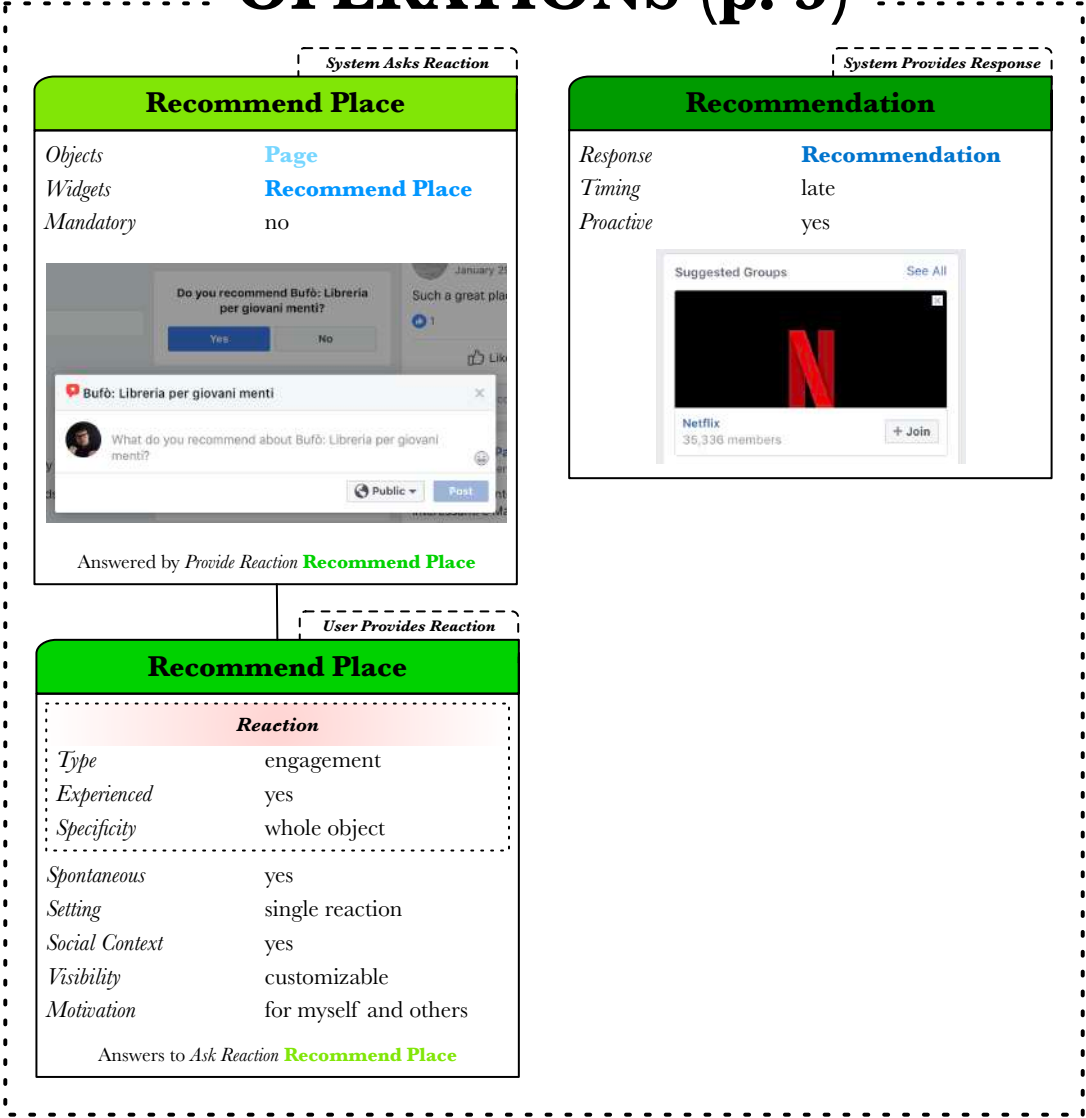 OPERATIONS (p. 3)
System Asks Reaction
Recommend Place
Objects Page
Widgets Recommend Place
Mandatory no
January 2
Do you recommend Bufò: Libreria
per giovani menti?
Such a great pla
Yes No
1
Like
Bufò: Libreria per giovani menti
What do you recommend about Bufò: Libreria per giovani
menti?
Public
Post
Answered by Provide Reaction Recommend Place
User Provides Reaction
Recommend Place
Reaction
Type engagement
Experienced yes
Specificity whole object
Spontaneous yes
Setting single reaction
Social Context yes
Visibility customizable
Motivation for myself and others
Answers to Ask Reaction Recommend Place
System Provides Response
Recommendation
Response Recommendation
Timing late
Proactive yes
Suggested Groups See All
N
Netflix
35,336 members
+ Join